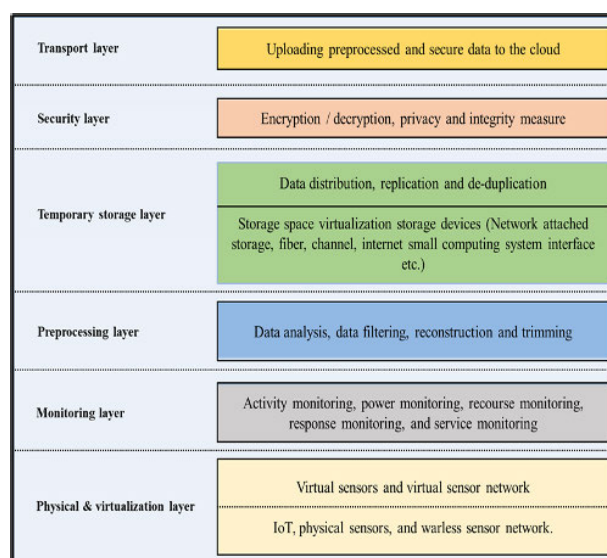 Transport layer
Uploading preprocessed and secure data to the cloud
Security layer
Encryption / decryption, privacy and integrity measure
Temporary storage layer
Data distribution, replication and de-duplication
Storage space virtualization storage devices (Network attached
storage, fiber, channel, internet small computing system interface
etc.)
Preprocessing layer
Data analysis, data filtering, reconstruction and trimming
Monitoring layer
Activity monitoring, power monitoring, recourse monitoring,
response monitoring, and service monitoring
Physical & virtualization layer
Virtual sensors and virtual sensor network
IoT, physical sensors, and warless sensor network.